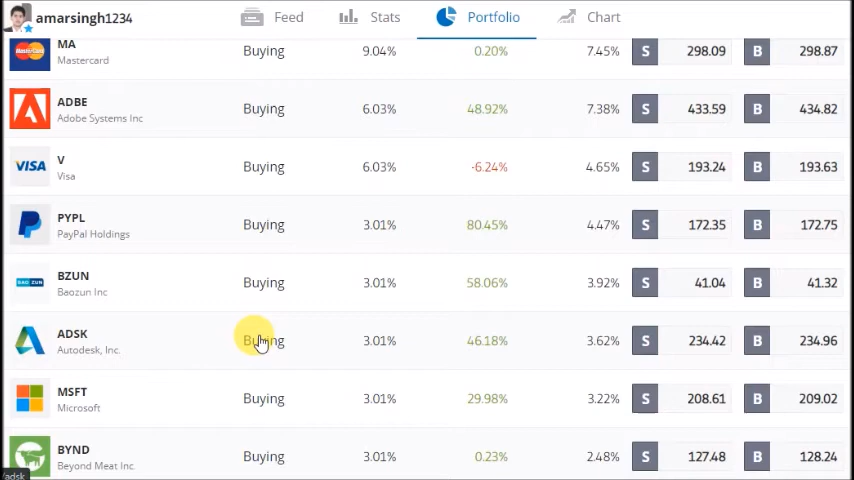 amarsingh1234 Feed Stats Portfolio Chart
MA
Mastercard
Buying 9.04% 0.20% 7.45% S 298.09 B 298.87
ADBE
Adobe Systems Inc
Buying 6.03% 48.92% 7.38% S 433.59 B 434.82
VISA
V
Visa
Buying 6.03% -6.24% 4.65% S 193.24 B 193.63
PYPL
PayPal Holdings
Buying 3.01% 80.45% 4.47% S 172.35 B 172.75
BAOZUN
BZUN
Baozun Inc
Buying 3.01% 58.06% 3.92% S 41.04 B 41.32
ADSK
Autodesk, Inc.
Buying 3.01% 46.18% 3.62% S 234.42 B 234.96
MSFT
Microsoft
Buying 3.01% 29.98% 3.22% S 208.61 B 209.02
BYND
Beyond Meat Inc.
Buying 3.01% 0.23% 2.48% S 127.48 B 128.24
/adsk